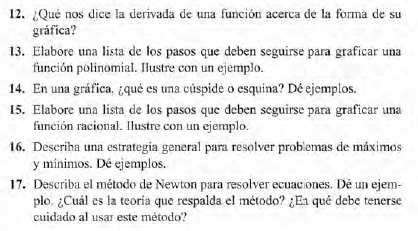 12. ¿Qué nos dice la derivada de una función acerca de la forma de su
gráfica?
13. Elabore una lista de los pasos que deben seguirse para graficar una
función polinomial. Ilustre con un ejemplo.
14. En una gráfica, ¿qué es una cúspide o esquina? Dé ejemplos.
15. Elabore una lista de los pasos que deben seguirse para graficar una
función racional. Ilustre con un ejemplo.
16. Describa una estrategia general para resolver problemas de máximos
y mínimos. Dé ejemplos.
17. Describa el método de Newton para resolver ecuaciones. Dé un ejem-
plo. ¿Cuál es la teoría que respalda el método? ¿En qué debe tenerse
cuidado al usar este método?